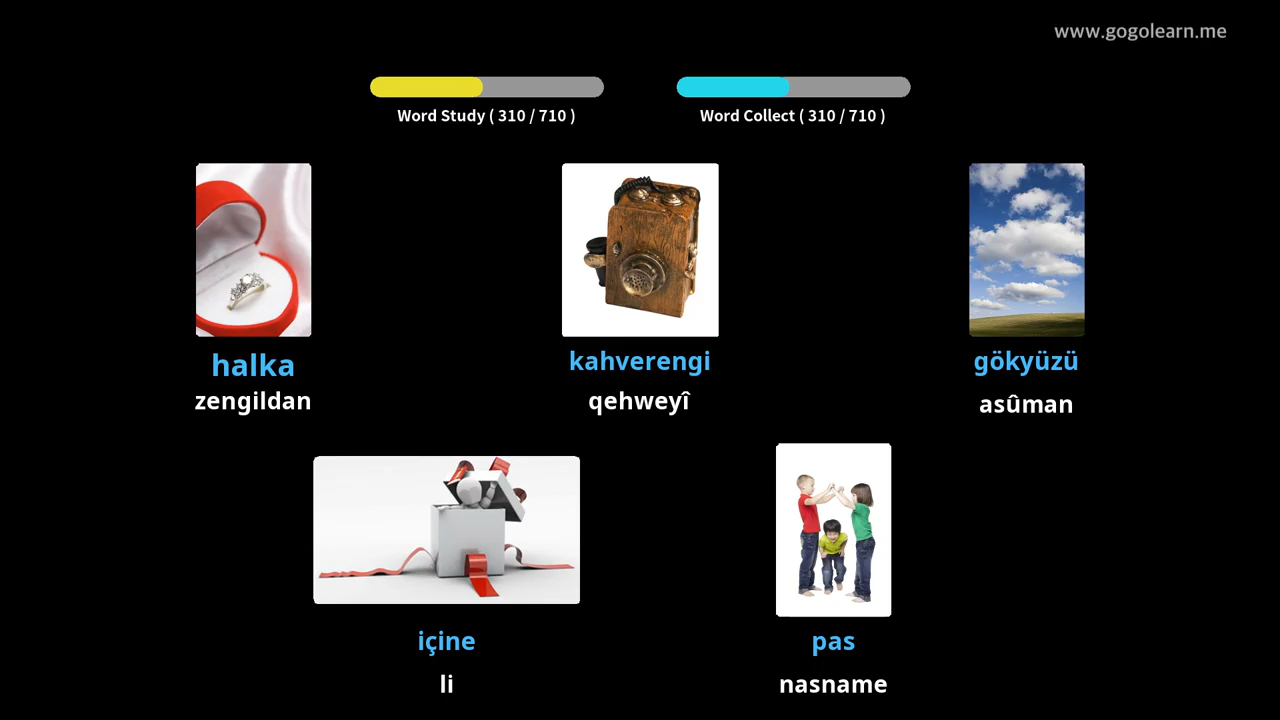 www.gogolearn.me
Word Study ( 310 / 710 )
Word Collect ( 310 / 710 )
halka
zengildan
kahverengi
qehweyî
gökyüzü
asûman
içine
li
pas
nasname